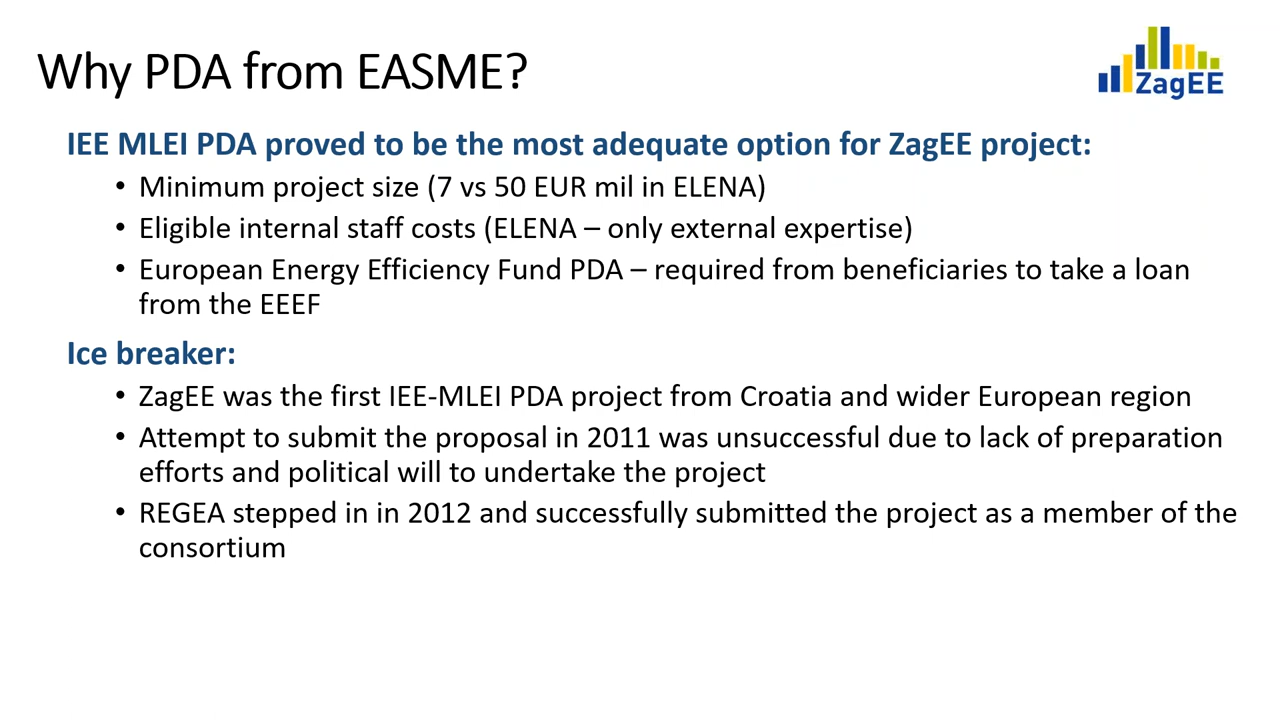 Why PDA from EASME?
ZagEE
IEE MLEI PDA proved to be the most adequate option for ZagEE project:
• Minimum project size (7 vs 50 EUR mil in ELENA)
• Eligible internal staff costs (ELENA – only external expertise)
• European Energy Efficiency Fund PDA – required from beneficiaries to take a loan
from the EEEF
Ice breaker:
• ZagEE was the first IEE-MLEI PDA project from Croatia and wider European region
• Attempt to submit the proposal in 2011 was unsuccessful due to lack of preparation
efforts and political will to undertake the project
• REGEA stepped in in 2012 and successfully submitted the project as a member of the
consortium